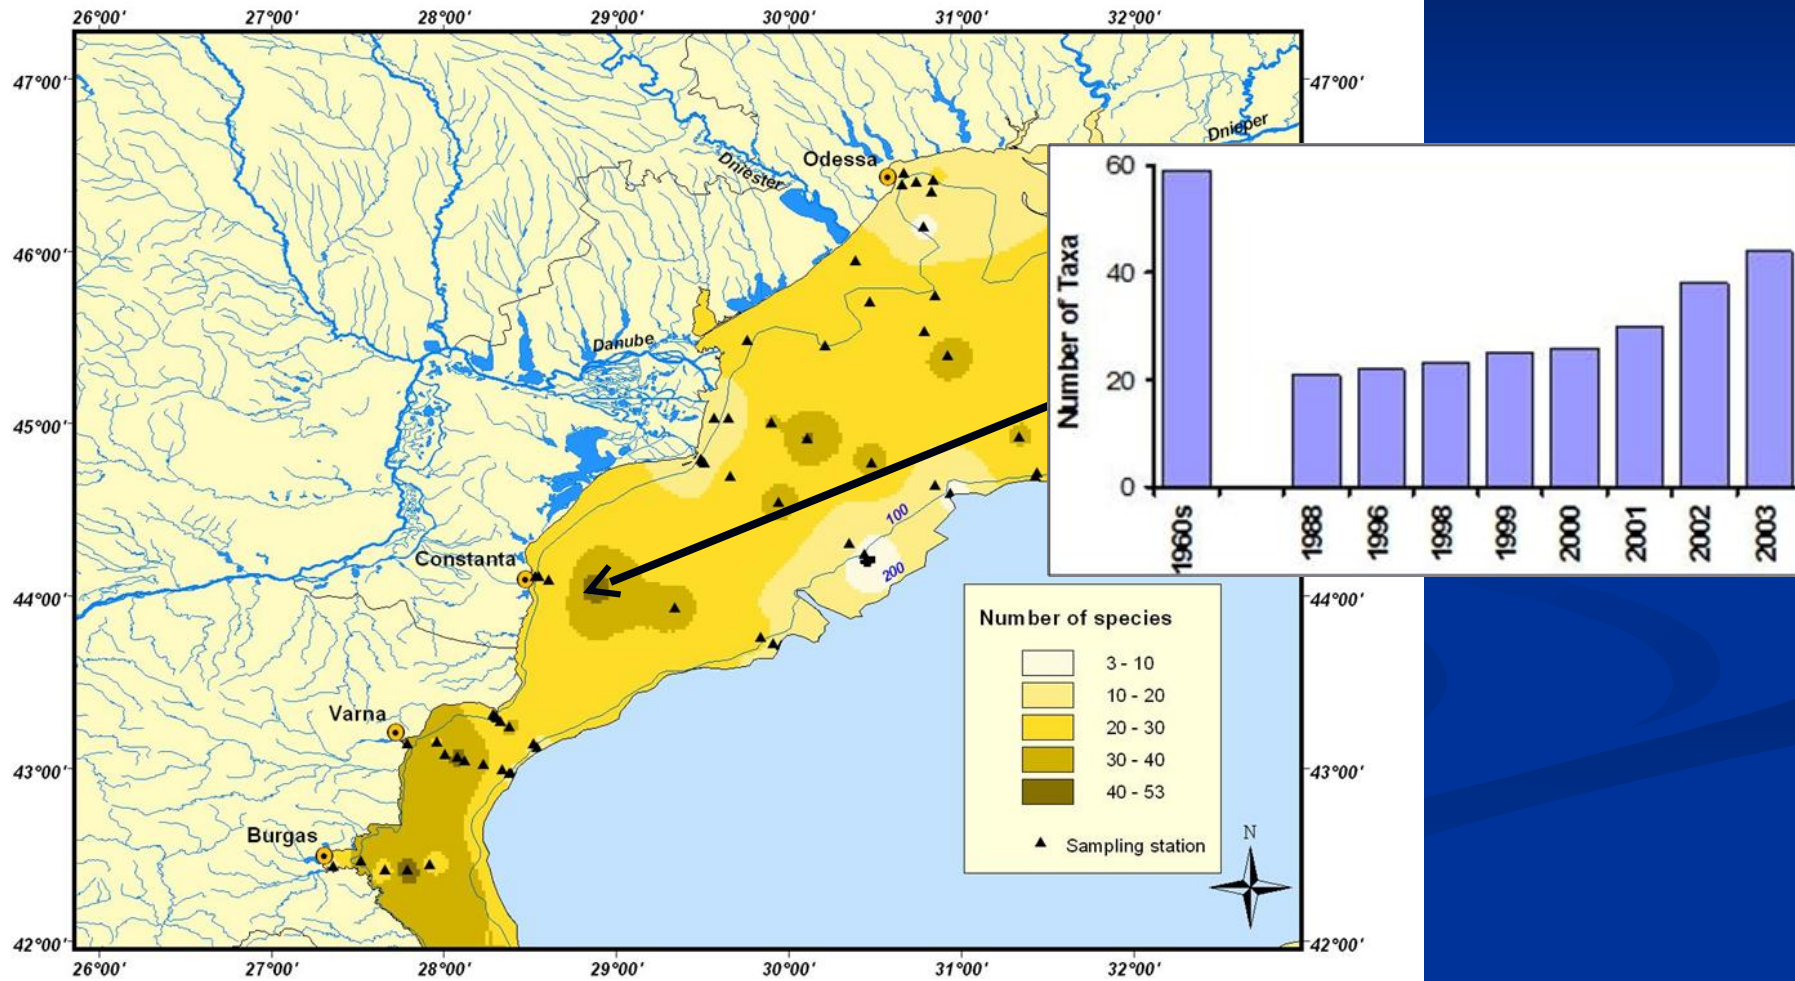 26°00' 27°00' 28°00' 29°00' 30°00' 31°00' 32°00'
47°00' 47°00'
Dnieper
Odessa
Dniester
46°00'
Danube
45°00'
100
Constanta
200
44°00' 44°00'
Varna
43°00' 43°00'
Burgas
42°00' 42°00'
26°00' 27°00' 28°00' 29°00' 30°00' 31°00' 32°00'
Number of Taxa
60
40
20
0
1960s 1988 1996 1998 1999 2000 2001 2002 2003
Number of species
3 - 10
10 - 20
20 - 30
30 - 40
40 - 53
Sampling station
N